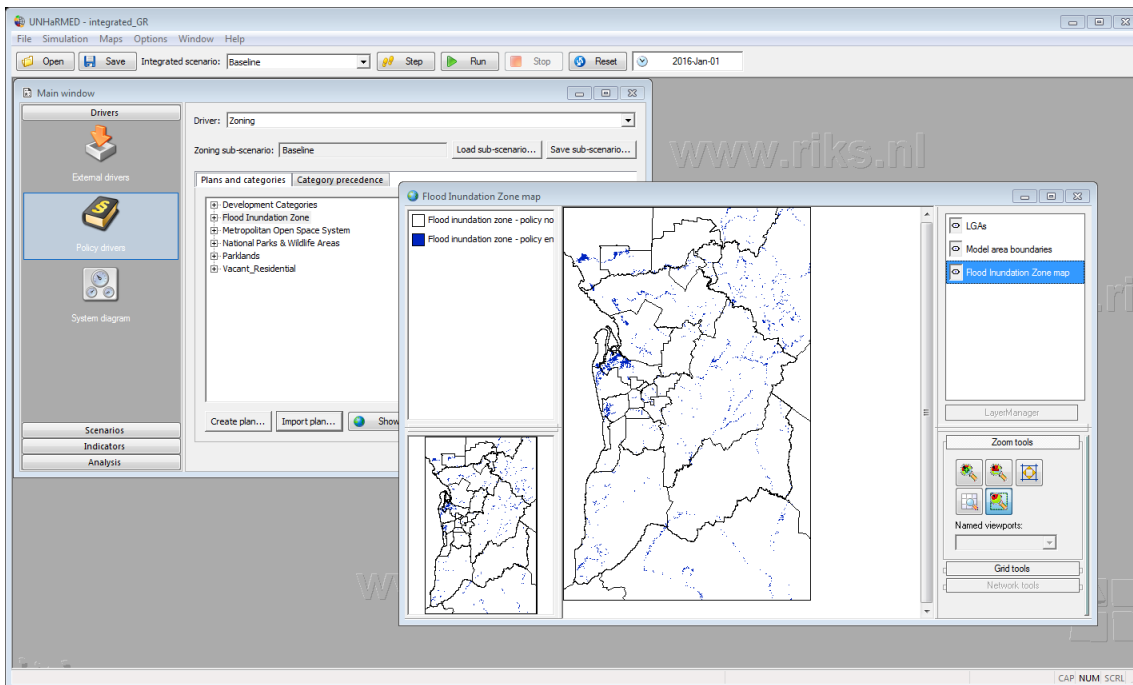 UNHaRMED - integrated_GR
File Simulation Maps Options Window Help
Open Save Integrated scenario: Baseline Step Run Stop Reset 2016-Jan-01
Main window
Drivers
External drivers
Policy drivers
System diagram
Scenarios
Indicators
Analysis
Driver: Zoning
Zoning sub-scenario: Baseline Load sub-scenario... Save sub-scenario...
Plans and categories Category precedence
Development Categories
Flood Inundation Zone
Metropolitan Open Space System
National Parks & Wildlife Areas
Parklands
Vacant_Residential
Create plan... Import plan... Show
www.riks.nl
Flood Inundation Zone map
Flood inundation zone - policy no
Flood inundation zone - policy en
LGAs
Model area boundaries
Flood Inundation Zone map
LayerManager
Zoom tools
Named viewports:
Grid tools
Network tools
CAP NUM SCRL